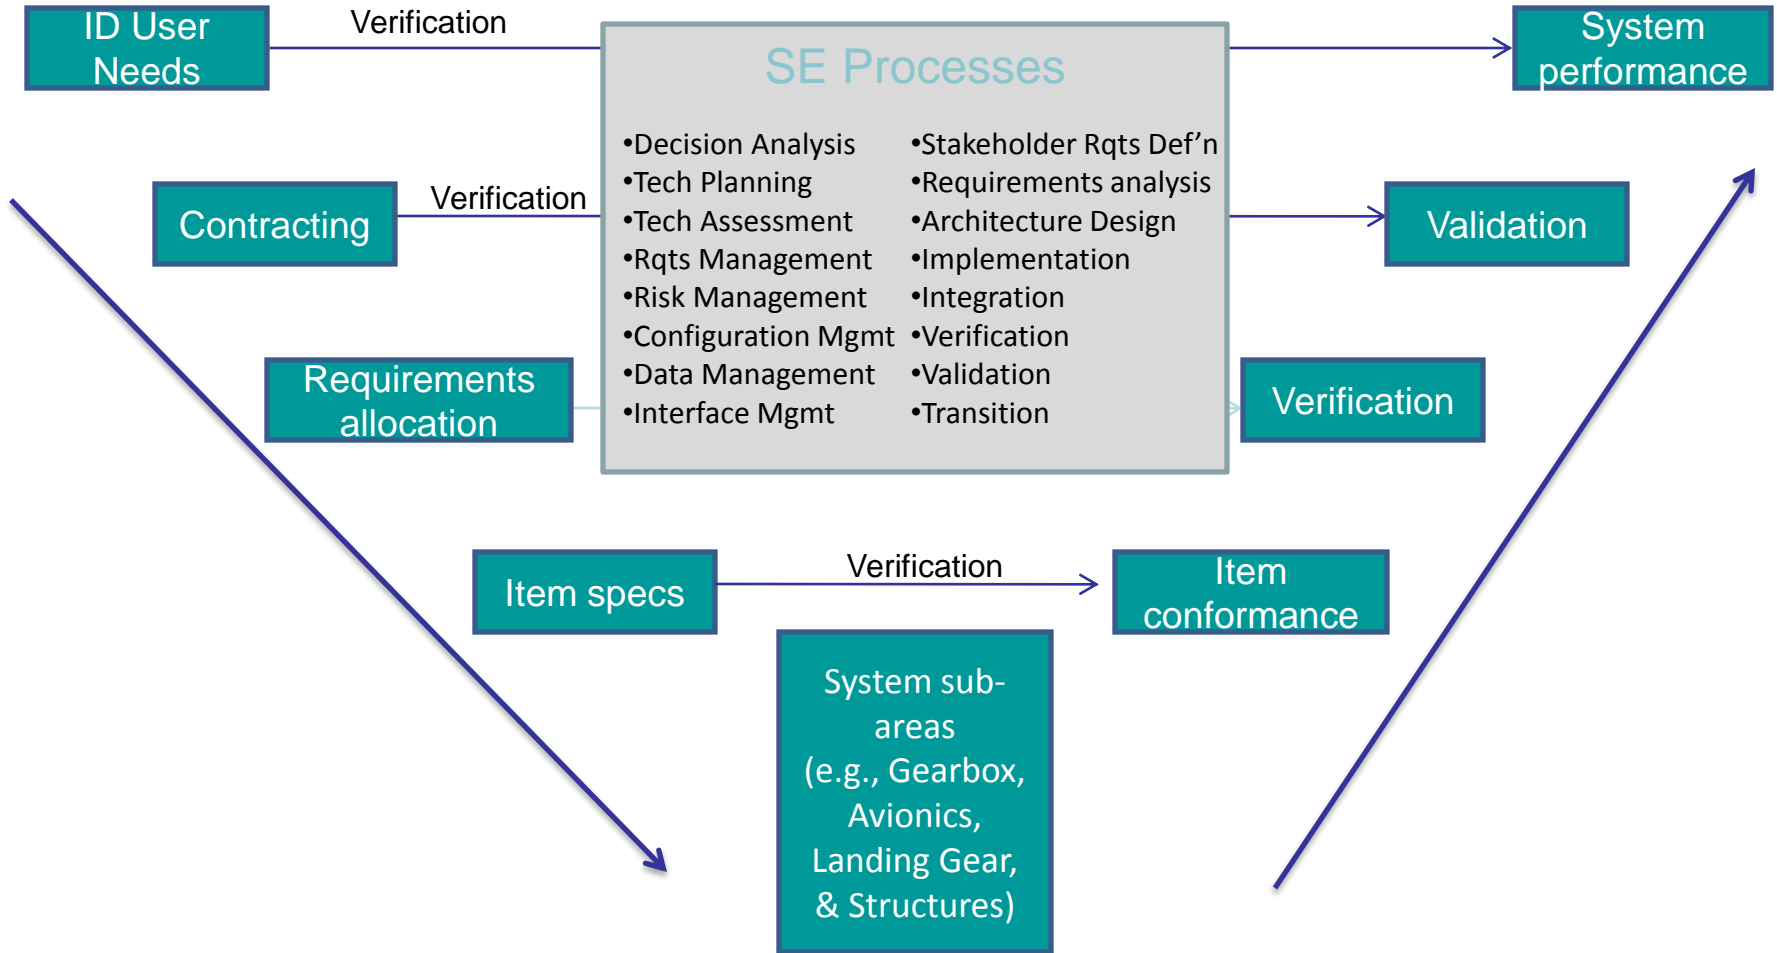 ID User
Needs
Verification
SE Processes
System
performance
•Decision Analysis
•Tech Planning
•Tech Assessment
•Rqts Management
•Risk Management
•Configuration Mgmt
•Data Management
•Interface Mgmt
•Stakeholder Rqts Def’n
•Requirements analysis
•Architecture Design
•Implementation
•Integration
•Verification
•Validation
•Transition
Contracting
Verification
Validation
Requirements
allocation
Verification
Item specs
Verification
Item
conformance
System sub-
areas
(e.g., Gearbox,
Avionics,
Landing Gear,
& Structures)